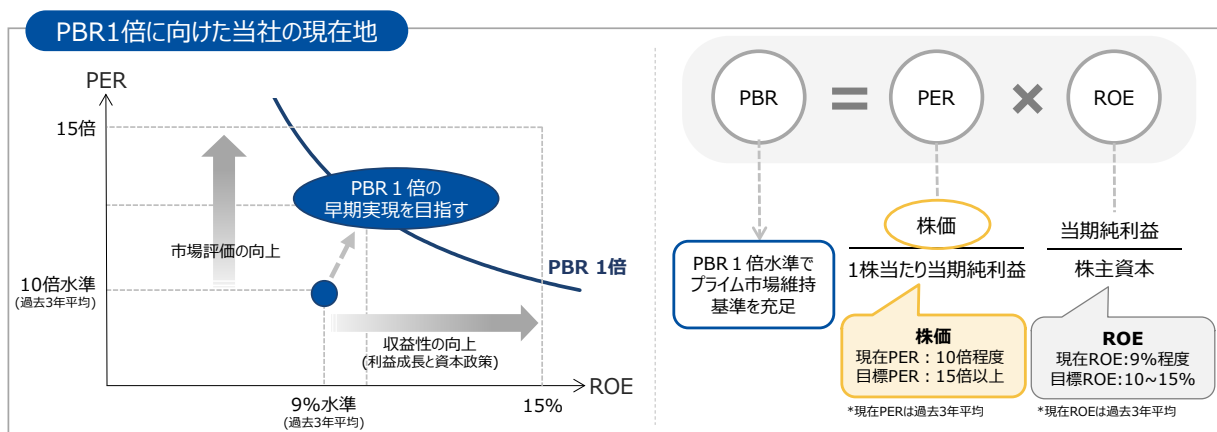 PBR1倍に向けた当社の現在地
PER
15倍
PBR 1 倍の
早期実現を目指す
市場評価の向上
PBR 1倍
10倍水準
(過去3年平均)
収益性の向上
(利益成長と資本政策)
ROE
9%水準
(過去3年平均)
15%
PBR
=
PER
×
ROE
株価
1株当たり当期純利益
当期純利益
株主資本
PBR 1 倍水準で
プライム市場維持
基準を充足
株価
現在PER:10倍程度
目標PER:15倍以上
*現在PERは過去3年平均
ROE
現在ROE:9%程度
目標ROE:10~15%
*現在ROEは過去3年平均